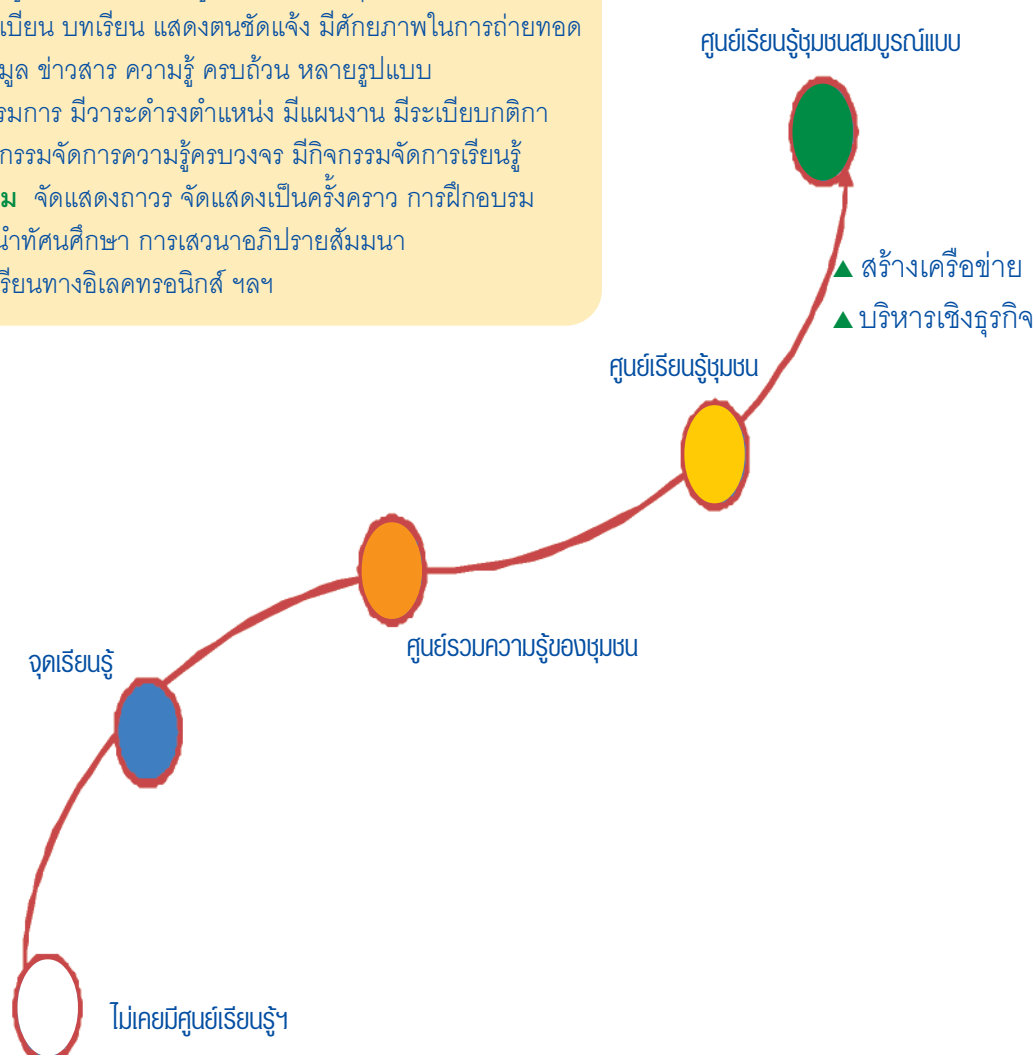 เบียน บทเรียน แสดงตนชัดแจ้ง มีศักยภาพในการถ่ายทอด
มูล ข่าวสาร ความรู้ ครบถ้วน หลายรูปแบบ
รมการ มีวาระดำรงตำแหน่ง มีแผนงาน มีระเบียบกติกา
กรรมจัดการความรู้ครบวงจร มีกิจกรรมจัดการเรียนรู้
ม จัดแสดงถาวร จัดแสดงเป็นครั้งคราว การฝึกอบรม
นำทัศนศึกษา การเสวนาอภิปรายสัมมนา
เรียนทางอิเลคทรอนิกส์ ฯลฯ
ศูนย์เรียนรู้ชุมชนสมบูรณ์แบบ
▲ สร้างเครือข่าย
▲ บริหารเชิงธุรกิจ
ศูนย์เรียนรู้ชุมชน
ศูนย์รวมความรู้ของชุมชน
จุดเรียนรู้
ไม่เคยมีศูนย์เรียนรู้ฯ